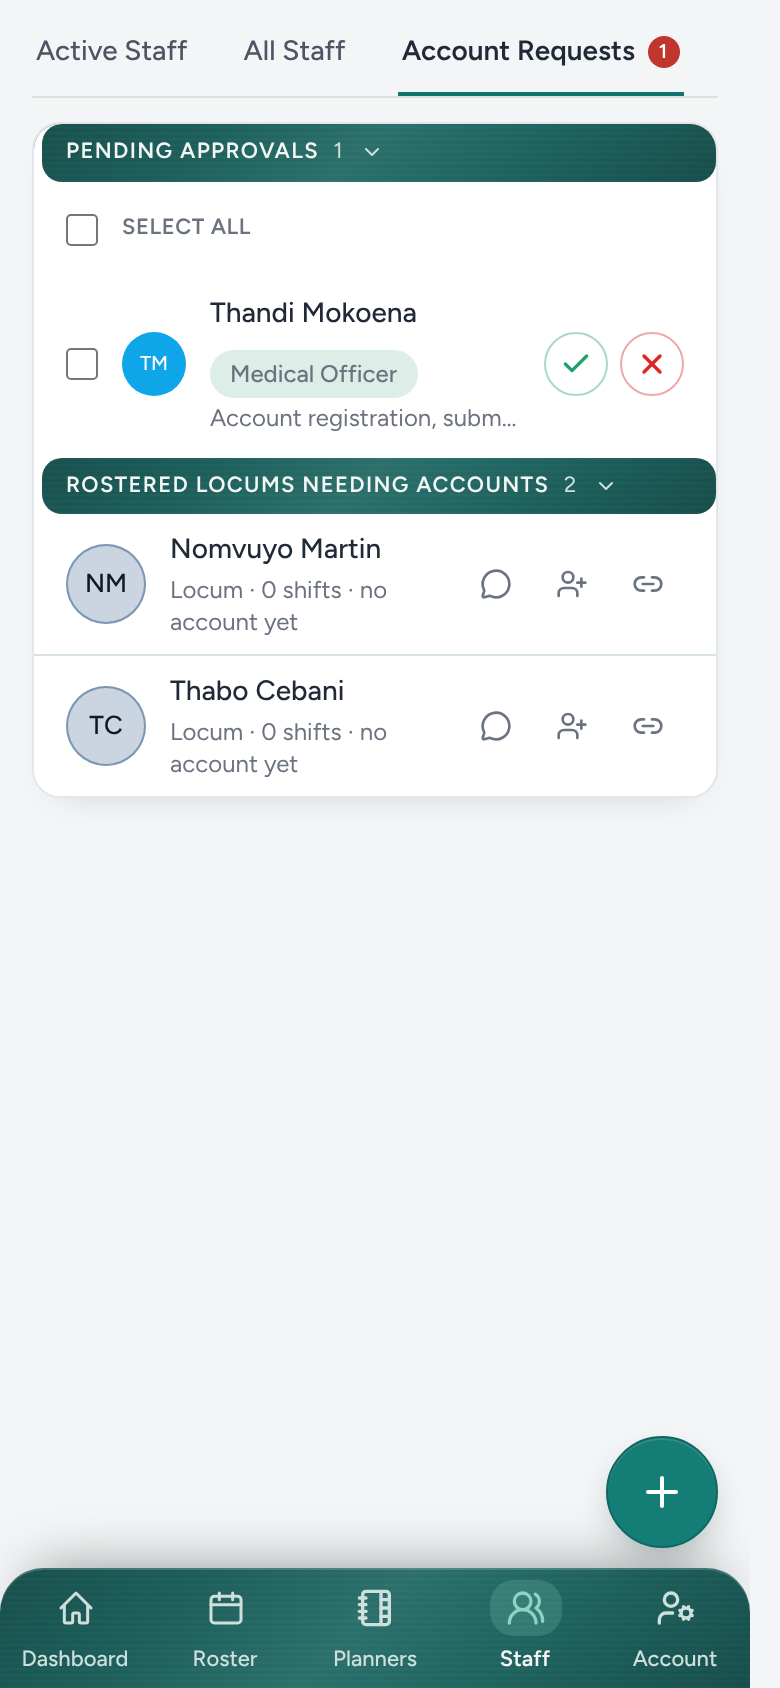 Active Staff
All Staff
Account Requests 1
PENDING APPROVALS 1
SELECT ALL
Thandi Mokoena
TM
Medical Officer
Account registration, subm...
ROSTERED LOCUMS NEEDING ACCOUNTS 2
NM
Nomvuyo Martin
Locum · 0 shifts · no
account yet
TC
Thabo Cebani
Locum · 0 shifts · no
account yet
Dashboard
Roster
Planners
Staff
Account